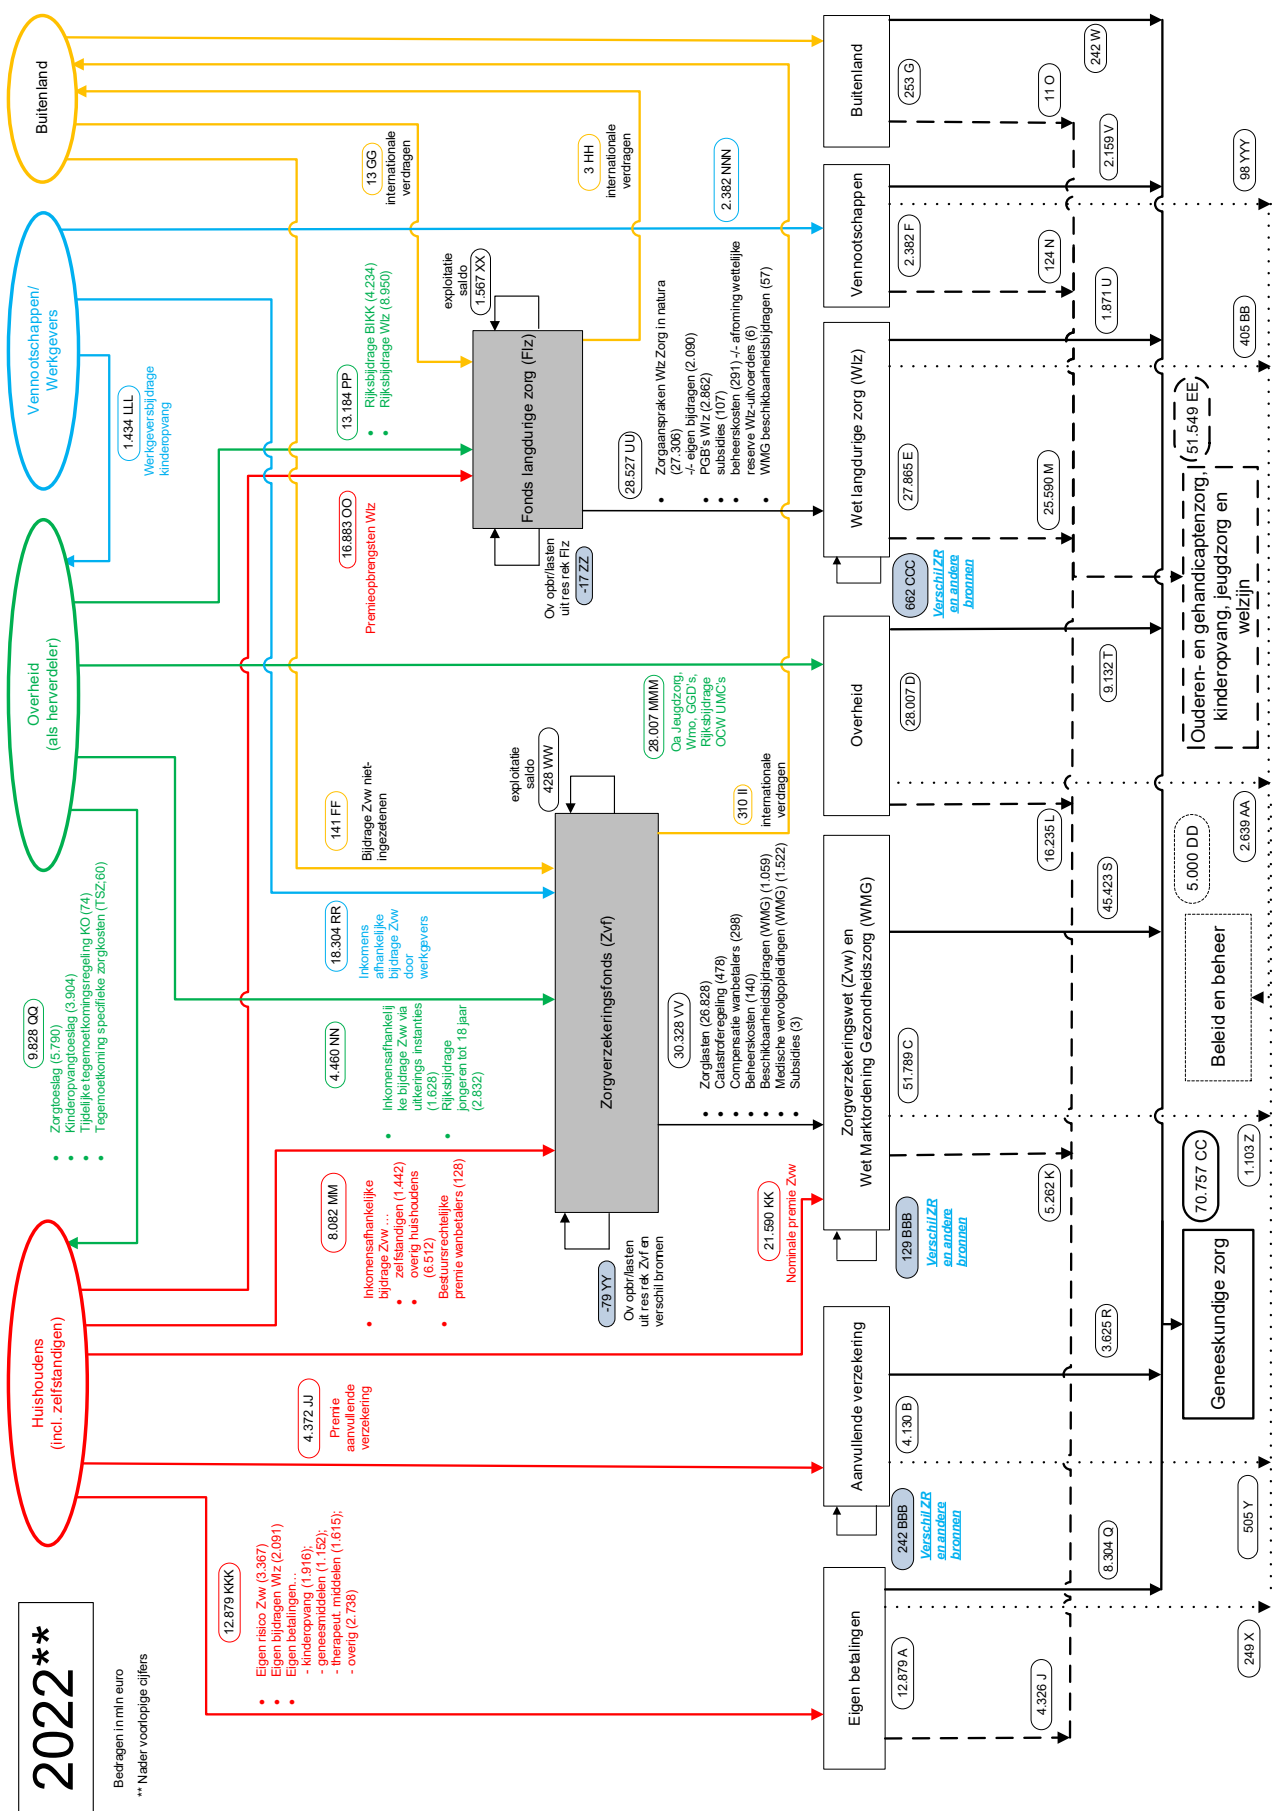 2022**
Bedragen in mln euro
** Nader voorlopige cijfers
Huishoudens
(incl. zelfstandigen)
Overheid
(als herverdeler)
Vennootschappen/
Werkgevers
Buitenland
9.828 QQ
• Zorgtoeslag (5.790)
• Kinderopvangtoeslag (3.904)
• Tijdelijke tegemoetkomingsregeling KO (74)
• Tegemoetkoming specifieke zorgkosten (TSZ;60)
1.434 LLL
Werkgeversbijdrage
kinderopvang
12.879 KKK
• Eigen risico Zvw (3.367)
• Eigen bijdragen Wlz (2.091)
• Eigen betalingen...
- kinderopvang (1.916);
- geneesmiddelen (1.152);
- therapeut. middelen (1.615);
- overig (2.738)
4.372 JJ
Premie
aanvullende
verzekering
8.082 MM
• Inkomensafhankelijke
bijdrage Zvw ...
• zelfstandigen (1.442)
• overig huishoudens
(6.512)
• Bestuursrechtelijke
premie wanbetalers (128)
4.460 NN
• Inkomensafhankelij
ke bijdrage Zvw via
uitkerings instanties
(1.628)
• Rijksbijdrage
jongeren tot 18 jaar
(2.832)
18.304 RR
Inkomens
afhankelijke
bijdrage Zvw
door
werkgevers
141 FF
Bijdrage Zvw niet-
ingezetenen
16.883 OO
Premieopbrengsten Wlz
13.184 PP
• Rijksbijdrage BIKK (4.234)
• Rijksbijdrage Wlz (8.950)
13 GG
internationale
verdragen
exploitatie
saldo
1.567 XX
Fonds langdurige zorg (Flz)
Ov opbr/lasten
uit res rek Flz
-17 ZZ
3 HH
internationale
verdragen
exploitatie
saldo
428 WW
Zorgverzekeringsfonds (Zvf)
-79 YY
Ov opbr/lasten
uit res rek Zvf en
verschil bronnen
28.527 UU
• Zorgaanspraken Wlz Zorg in natura
(27.306)
• -/- eigen bijdragen (2.090)
• PGB's Wlz (2.862)
• subsidies (107)
• beheerskosten (291) -/- afroming wettelijke
reserve Wlz-uitvoerders (6)
• WMG beschikbaarheidsbijdragen (57)
2.382 NNN
28.007 MMM
Oa Jeugdzorg,
Wmo, GGD's,
Rijksbijdrage
OCW UMC's
310 II
internationale
verdragen
30.328 VV
• Zorglasten (26.828)
• Catastroferegeling (478)
• Compensatie wanbetalers (298)
• Beheerskosten (140)
• Beschikbaarheidsbijdragen (WMG) (1.059)
• Medische vervolgopleidingen (WMG) (1.522)
• Subsidies (3)
21.590 KK
Nominale premie Zvw
Eigen betalingen
Aanvullende verzekering
Zorgverzekeringswet (Zvw) en
Wet Marktordening Gezondheidszorg (WMG)
Overheid
Wet langdurige zorg (Wlz)
Vennootschappen
Buitenland
12.879 A
242 BBB
Verschil ZR
en andere
bronnen
4.130 B
129 BBB
Verschil ZR
en andere
bronnen
51.789 C
28.007 D
662 CCC
Verschil ZR
en andere
bronnen
27.865 E
2.382 F
253 G
4.326 J
5.262 K
16.235 L
25.590 M
124 N
11 O
8.304 Q
3.625 R
45.423 S
9.132 T
1.871 U
2.159 V
242 W
Geneeskundige zorg
70.757 CC
Beleid en beheer
5.000 DD
Ouderen- en gehandicaptenzorg,
kinderopvang, jeugdzorg en
welzijn
51.549 EE
249 X
505 Y
1.103 Z
2.639 AA
405 BB
98 YYY